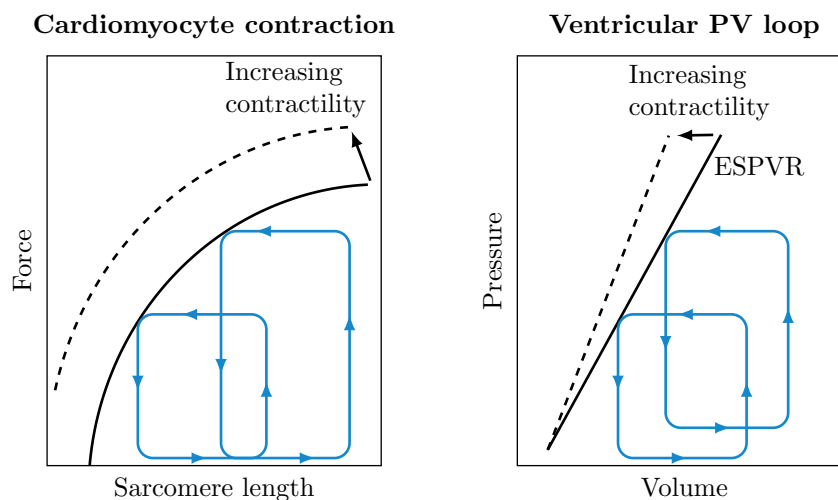 Cardiomyocyte contraction
Increasing
contractility
Force
Sarcomere length
Ventricular PV loop
Increasing
contractility
ESPVR
Pressure
Volume